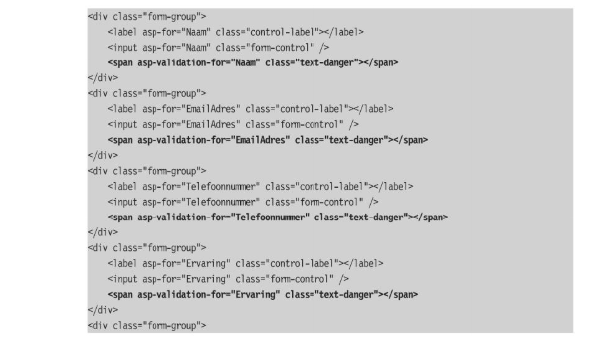 <div class="form-group">
<label asp-for="Naam" class="control-label"></label>
<input asp-for="Naam" class="form-control" />
<span asp-validation-for="Naam" class="text-danger"></span>
</div>
<div class="form-group">
<label asp-for="EmailAdres" class="control-label"></label>
<input asp-for="EmailAdres" class="form-control" />
<span asp-validation-for="EmailAdres" class="text-danger"></span>
</div>
<div class="form-group">
<label asp-for="Telefoonnummer" class="control-label"></label>
<input asp-for="Telefoonnummer" class="form-control" />
<span asp-validation-for="Telefoonnummer" class="text-danger"></span>
</div>
<div class="form-group">
<label asp-for="Ervaring" class="control-label"></label>
<input asp-for="Ervaring" class="form-control" />
<span asp-validation-for="Ervaring" class="text-danger"></span>
</div>
<div class="form-group">